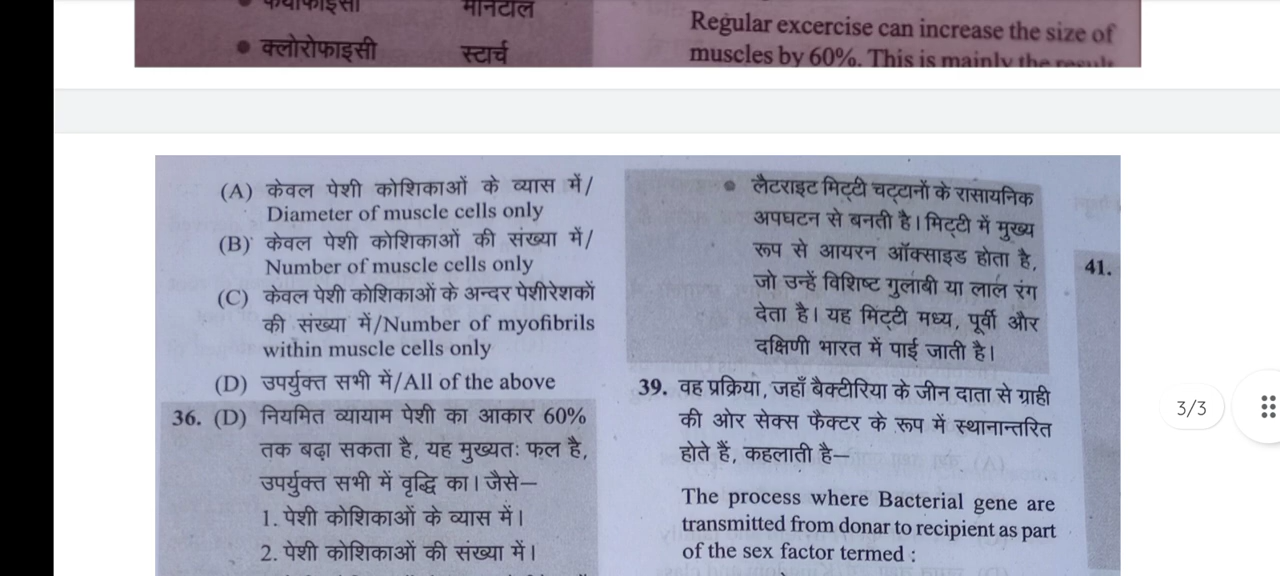 मानिटाल
• क्लोरोफाइसी स्टार्च
Regular excercise can increase the size of
muscles by 60%. This is mainly the result
(A) केवल पेशी कोशिकाओं के व्यास में/
Diameter of muscle cells only
(B) केवल पेशी कोशिकाओं की संख्या में/
Number of muscle cells only
(C) केवल पेशी कोशिकाओं के अन्दर पेशीरेशकों
की संख्या में/Number of myofibrils
within muscle cells only
(D) उपर्युक्त सभी में/All of the above
36. (D) नियमित व्यायाम पेशी का आकार 60%
तक बढ़ा सकता है, यह मुख्यतः फल है,
उपर्युक्त सभी में वृद्धि का। जैसे—
1. पेशी कोशिकाओं के व्यास में।
2. पेशी कोशिकाओं की संख्या में।
• लैटराइट मिट्टी चट्टानों के रासायनिक
अपघटन से बनती है। मिट्टी में मुख्य
रूप से आयरन ऑक्साइड होता है,
जो उन्हें विशिष्ट गुलाबी या लाल रंग
देता है। यह मिट्टी मध्य, पूर्वी और
दक्षिणी भारत में पाई जाती है।
39. वह प्रक्रिया, जहाँ बैक्टीरिया के जीन दाता से ग्राही
की ओर सेक्स फैक्टर के रूप में स्थानान्तरित
होते हैं, कहलाती है—
The process where Bacterial gene are
transmitted from donar to recipient as part
of the sex factor termed :
41.
3/3